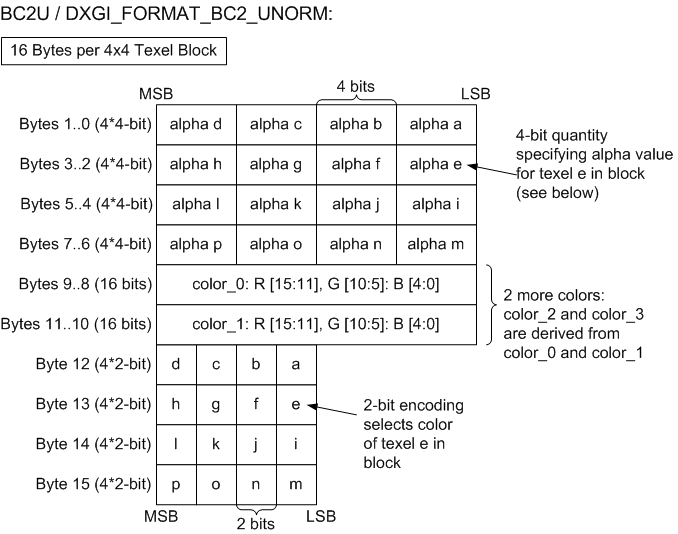 BC2U / DXGI_FORMAT_BC2_UNORM:
16 Bytes per 4x4 Texel Block
4 bits
MSB LSB
Bytes 1..0 (4*4-bit) alpha d alpha c alpha b alpha a
Bytes 3..2 (4*4-bit) alpha h alpha g alpha f alpha e
Bytes 5..4 (4*4-bit) alpha l alpha k alpha j alpha i
Bytes 7..6 (4*4-bit) alpha p alpha o alpha n alpha m
4-bit quantity
specifying alpha value
for texel e in block
(see below)
Bytes 9..8 (16 bits) color_0: R [15:11], G [10:5]: B [4:0]
Bytes 11..10 (16 bits) color_1: R [15:11], G [10:5]: B [4:0]
2 more colors:
color_2 and color_3
are derived from
color_0 and color_1
Byte 12 (4*2-bit) d c b a
Byte 13 (4*2-bit) h g f e
Byte 14 (4*2-bit) l k j i
Byte 15 (4*2-bit) p o n m
2-bit encoding
selects color
of texel e in
block
MSB LSB
2 bits